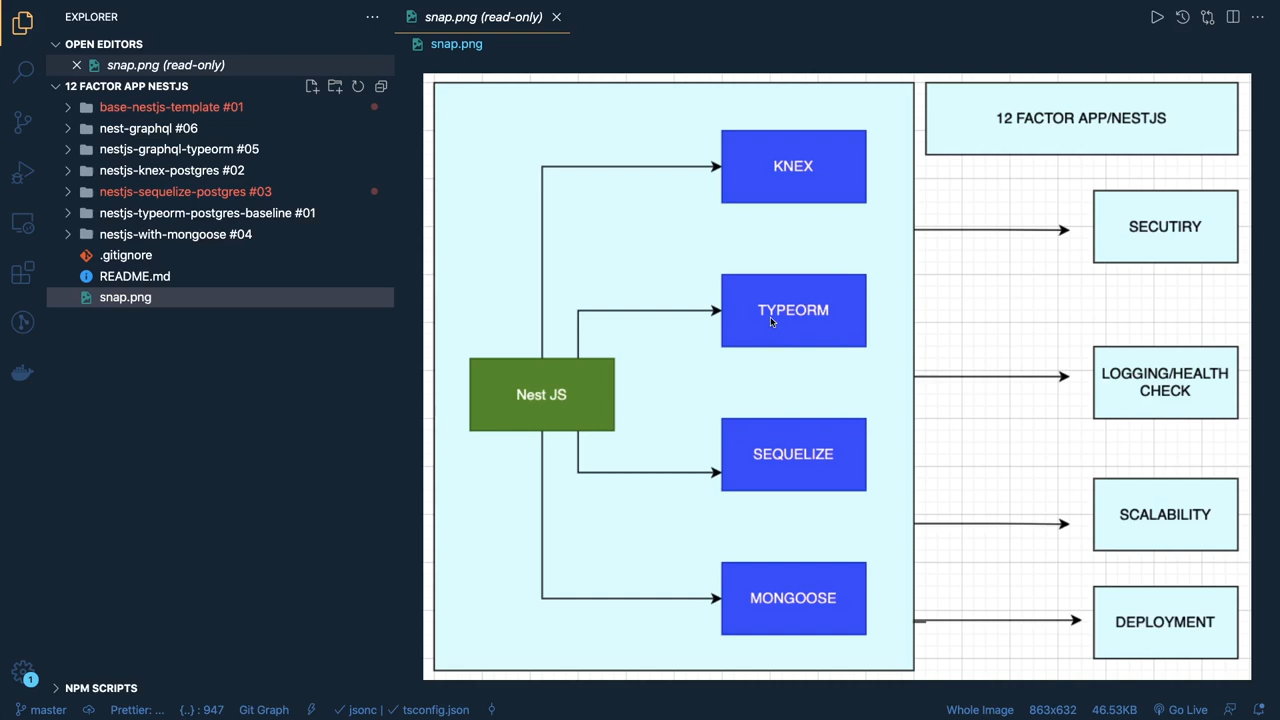 EXPLORER
snap.png (read-only)
OPEN EDITORS
snap.png
snap.png (read-only)
12 FACTOR APP NESTJS
base-nestjs-template #01
nest-graphql #06
nestjs-graphql-typeorm #05
nestjs-knex-postgres #02
nestjs-sequelize-postgres #03
nestjs-typeorm-postgres-baseline #01
nestjs-with-mongoose #04
.gitignore
README.md
snap.png
KNEX
12 FACTOR APP/NESTJS
SECUTIRY
TYPEORM
Nest JS
LOGGING/HEALTH
CHECK
SEQUELIZE
SCALABILITY
MONGOOSE
DEPLOYMENT
1
NPM SCRIPTS
master
Prettier: ...
{..} : 947
Git Graph
jsonc | tsconfig.json
Whole Image
863x632
46.53KB
Go Live